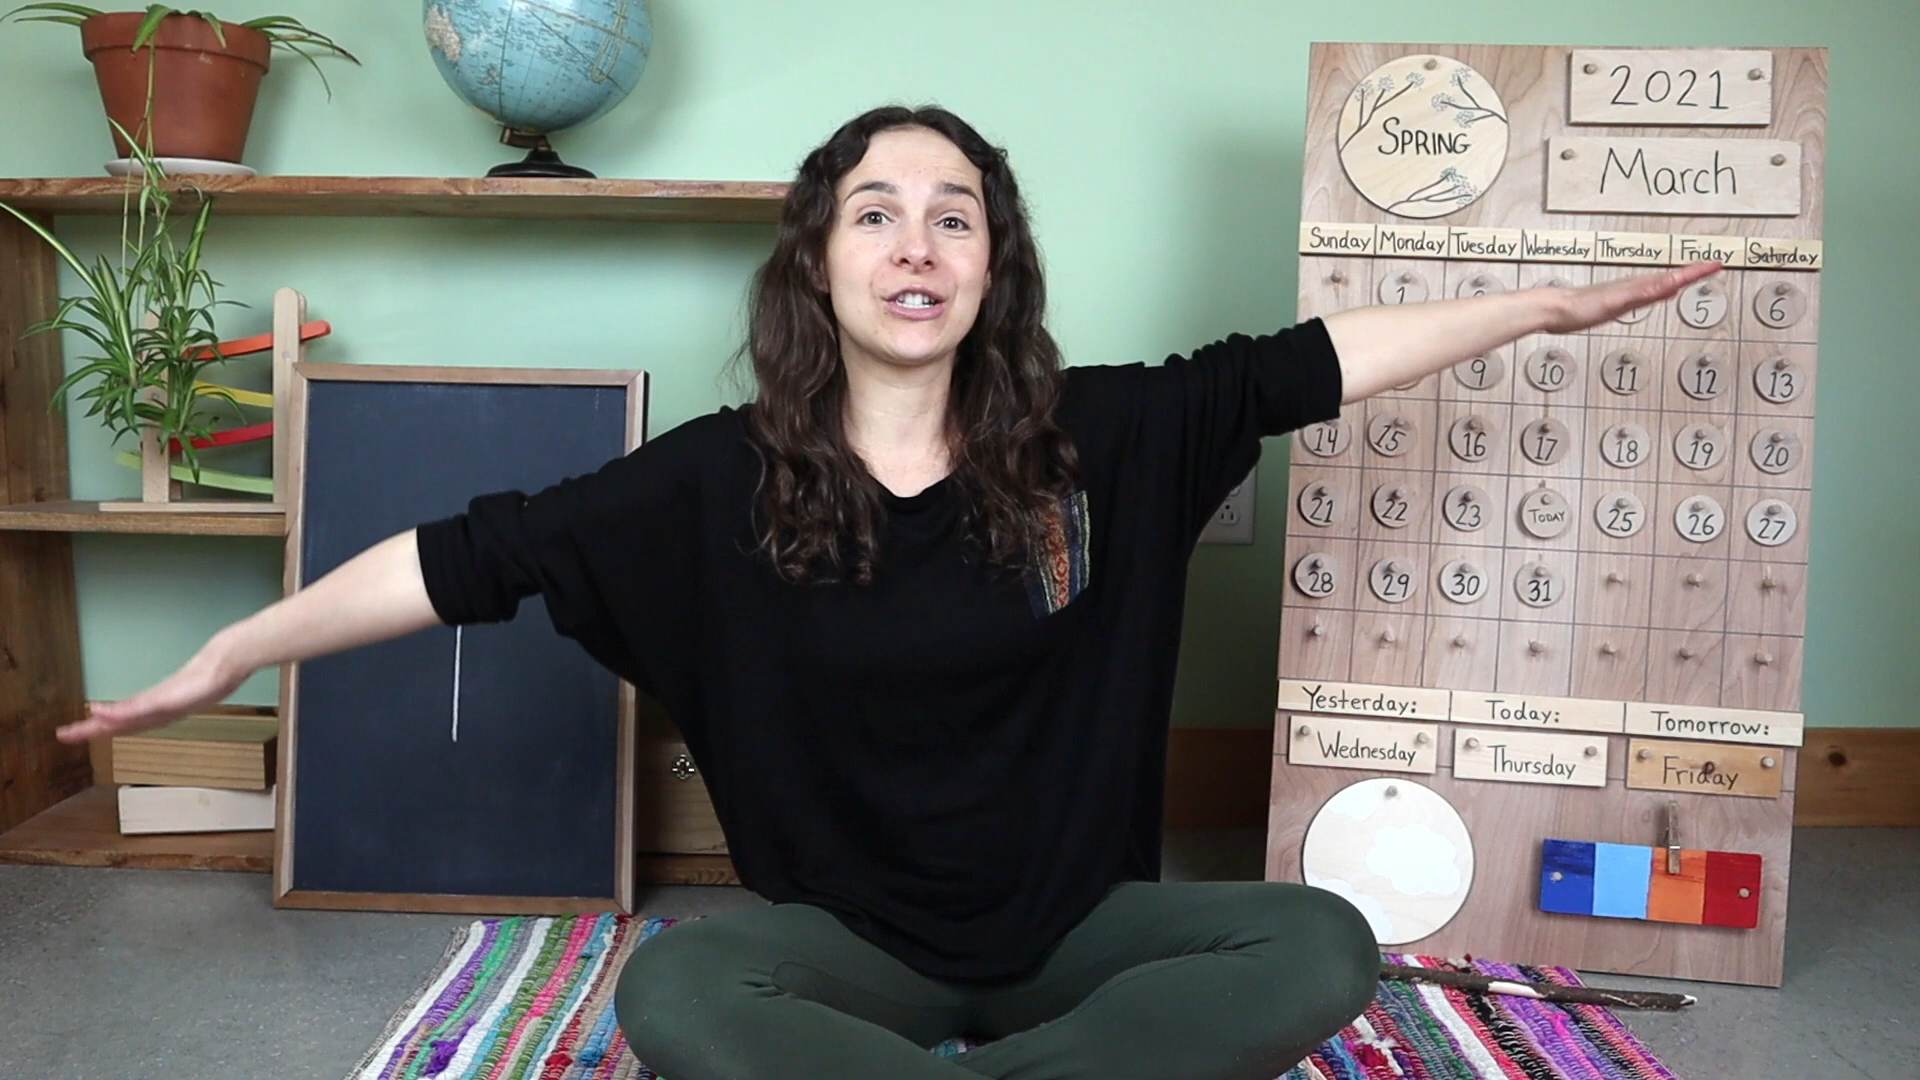 SPRING
2021
March
Sunday Monday Tuesday Wednesday Thursday Friday Saturday
1 5 6
9 10 11 12 13
14 15 16 17 18 19 20
21 22 23 TODAY 25 26 27
28 29 30 31
Yesterday: Today: Tomorrow:
Wednesday Thursday Friday